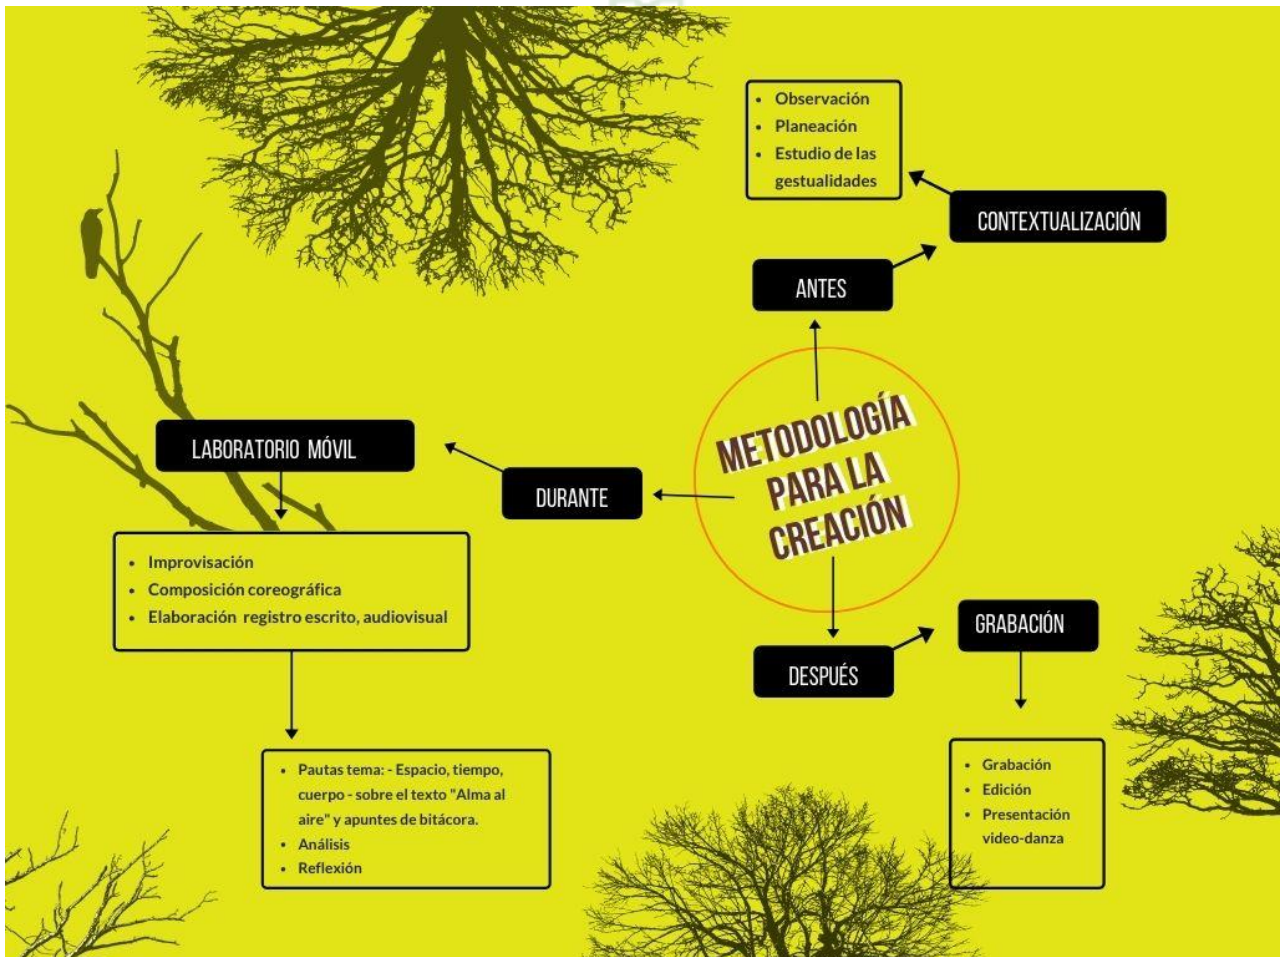 • Observación
• Planeación
• Estudio de las
gestualidades
CONTEXTUALIZACIÓN
ANTES
METODOLOGÍA
PARA LA
CREACIÓN
LABORATORIO MÓVIL
DURANTE
• Improvisación
• Composición coreográfica
• Elaboración registro escrito, audiovisual
GRABACIÓN
DESPUÉS
• Pautas tema: - Espacio, tiempo,
cuerpo - sobre el texto "Alma al
aire" y apuntes de bitácora.
• Análisis
• Reflexión
• Grabación
• Edición
• Presentación
video-danza